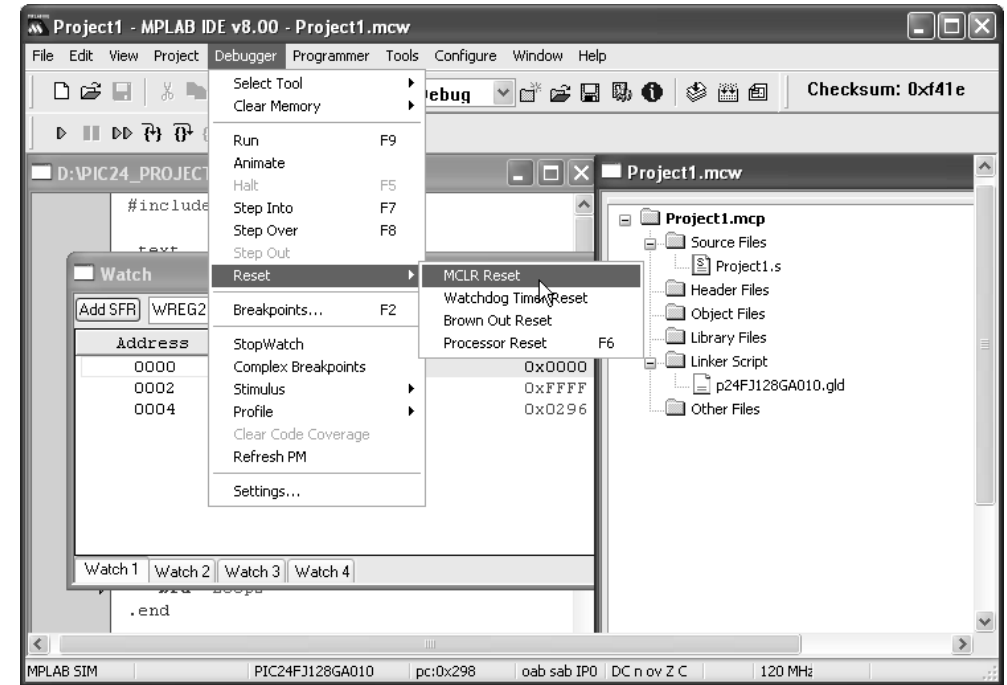 Project1 - MPLAB IDE v8.00 - Project1.mcw
File Edit View Project Debugger Programmer Tools Configure Window Help
Checksum: 0xf41e
Select Tool
Clear Memory
Run F9
Animate
Halt F5
Step Into F7
Step Over F8
Step Out
Reset
Breakpoints... F2
StopWatch
Complex Breakpoints
Stimulus
Profile
Clear Code Coverage
Refresh PM
Settings...
MCLR Reset
Watchdog Timer Reset
Brown Out Reset
Processor Reset F6
D:\PIC24_PROJECT
#include
Watch
Add SFR WREG2
Address
0000 0x0000
0002 0xFFFF
0004 0x0296
Watch 1 Watch 2 Watch 3 Watch 4
.end
Project1.mcw
Project1.mcp
Source Files
Project1.s
Header Files
Object Files
Library Files
Linker Script
p24FJ128GA010.gld
Other Files
MPLAB SIM PIC24FJ128GA010 pc:0x298 oab sab IP0 DC n ov Z C 120 MHz